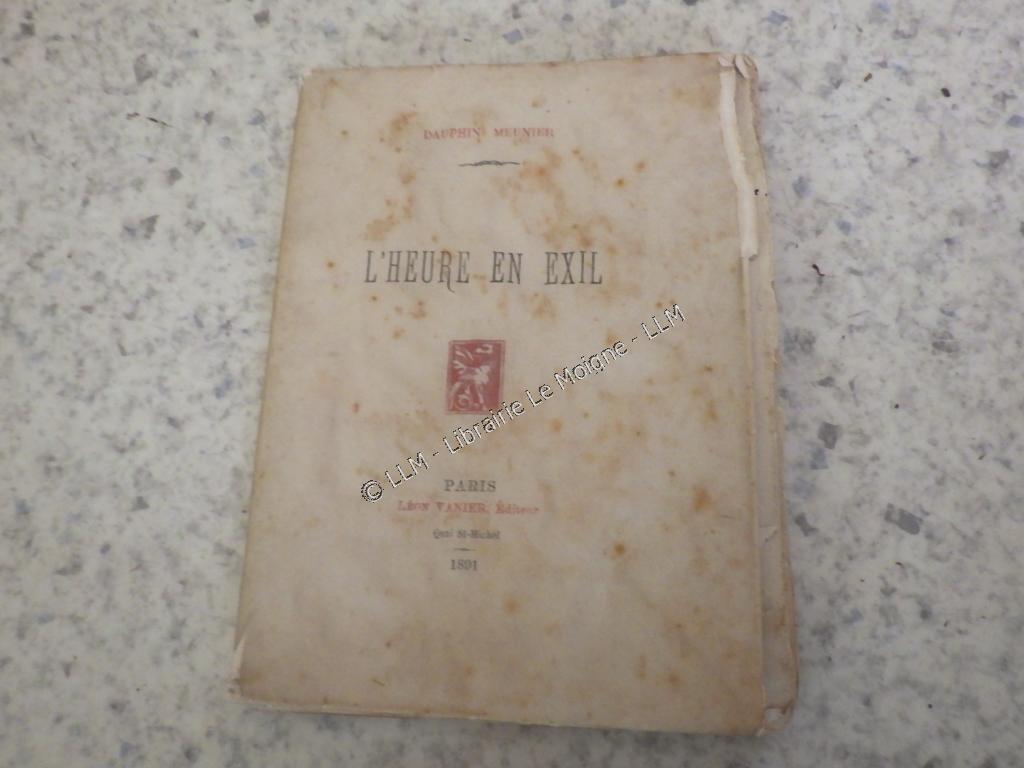 DAUPHIN MEUNIER
L'HEURE EN EXIL
PARIS
LÉON VANIER, Éditeur
Quai St-Michel
1891
© LLM - Librairie Le Moigne - LLM